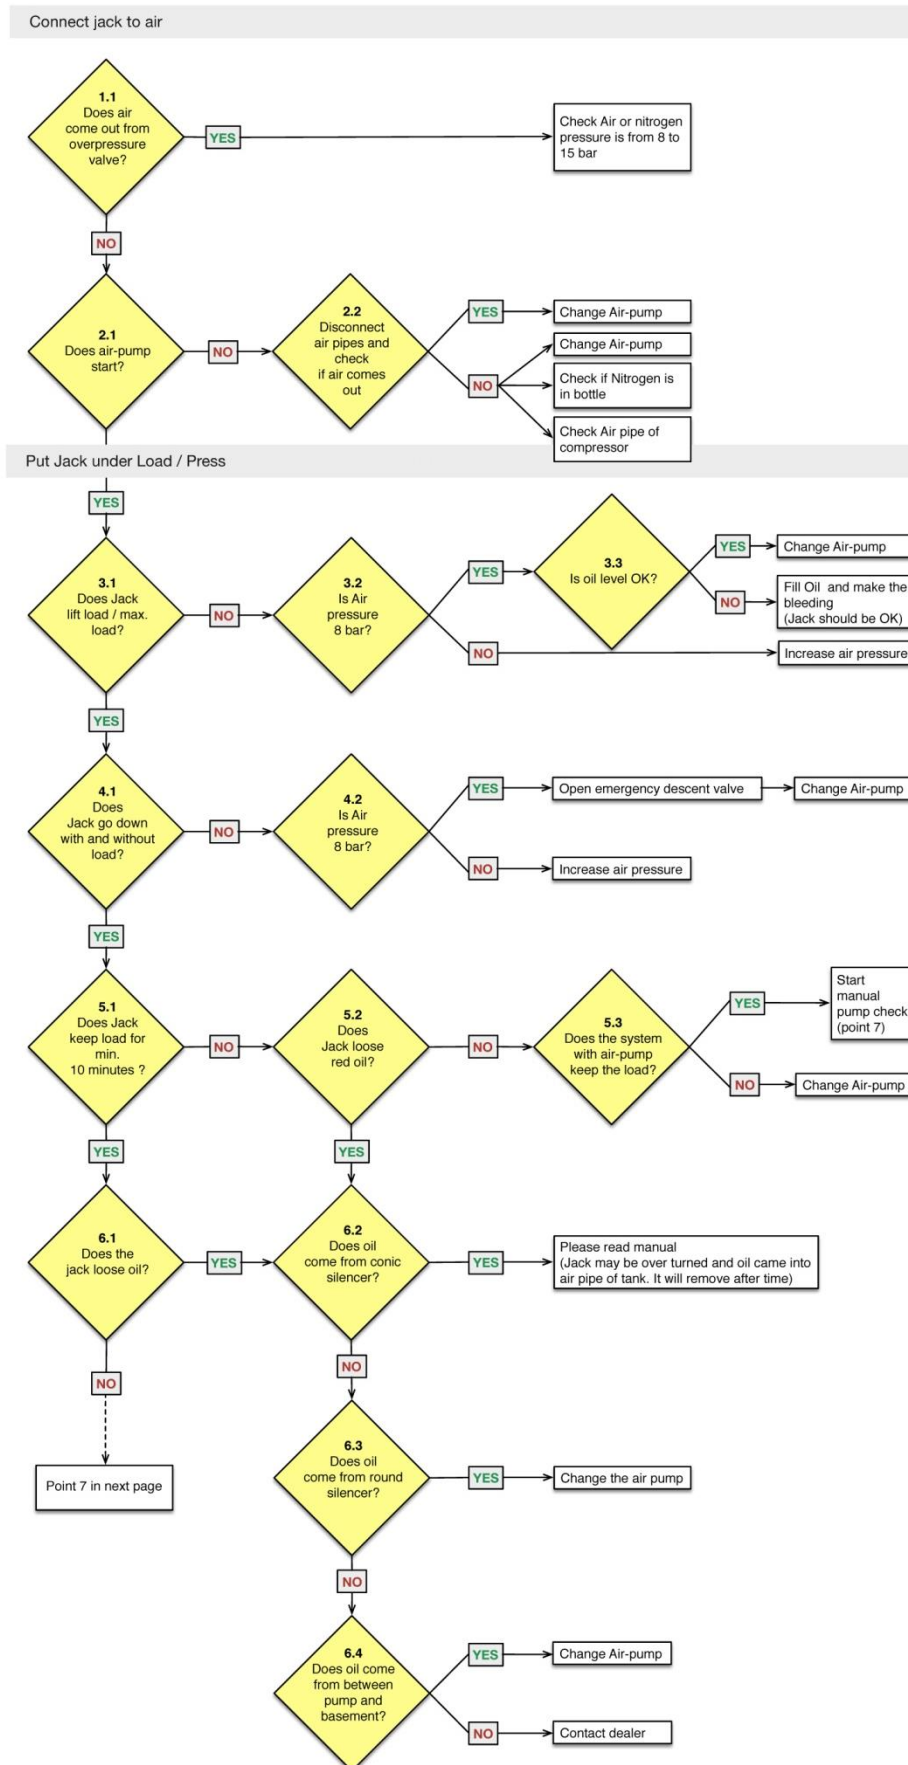 Connect jack to air
1.1
Does air
come out from
overpressure
valve?
YES
Check Air or nitrogen
pressure is from 8 to
15 bar
NO
2.1
Does air-pump
start?
NO
2.2
Disconnect
air pipes and
check
if air comes
out
YES
Change Air-pump
NO
Change Air-pump
Check if Nitrogen is
in bottle
Check Air pipe of
compressor
Put Jack under Load / Press
YES
3.1
Does Jack
lift load / max.
load?
NO
3.2
Is Air
pressure
8 bar?
YES
3.3
Is oil level OK?
YES
Change Air-pump
NO
Fill Oil and make the
bleeding
(Jack should be OK)
NO
Increase air pressure
YES
4.1
Does
Jack go down
with and without
load?
NO
4.2
Is Air
pressure
8 bar?
YES
Open emergency descent valve
Change Air-pump
NO
Increase air pressure
YES
5.1
Does Jack
keep load for
min.
10 minutes ?
NO
5.2
Does
Jack loose
red oil?
NO
5.3
Does the system
with air-pump
keep the load?
YES
Start
manual
pump check
(point 7)
NO
Change Air-pump
YES
YES
6.1
Does the
jack loose oil?
YES
6.2
Does oil
come from conic
silencer?
YES
Please read manual
(Jack may be over turned and oil came into
air pipe of tank. It will remove after time)
NO
NO
Point 7 in next page
6.3
Does oil
come from round
silencer?
YES
Change the air pump
NO
6.4
Does oil come
from between
pump and
basement?
YES
Change Air-pump
NO
Contact dealer